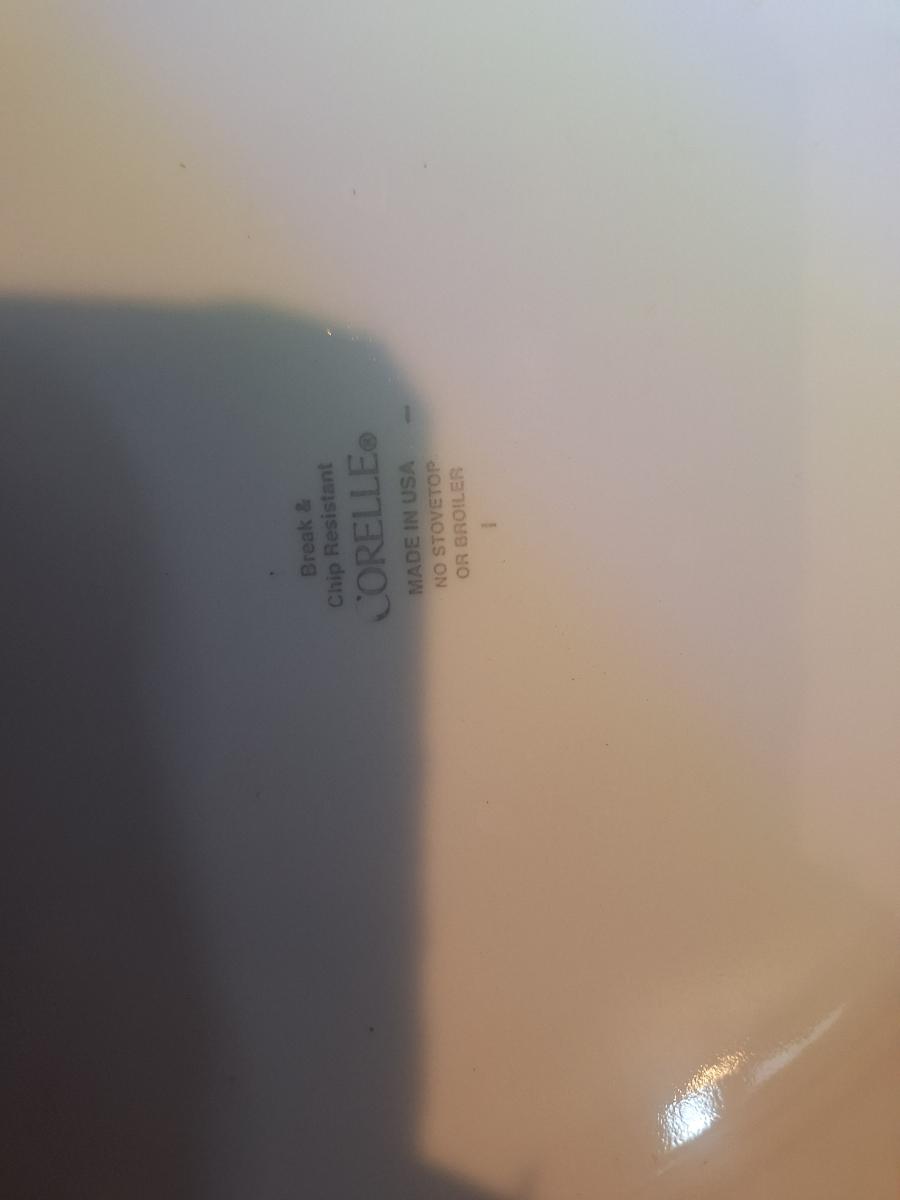 Break &
Chip Resistant
CORELLE®
MADE IN USA
NO STOVETOP
OR BROILER